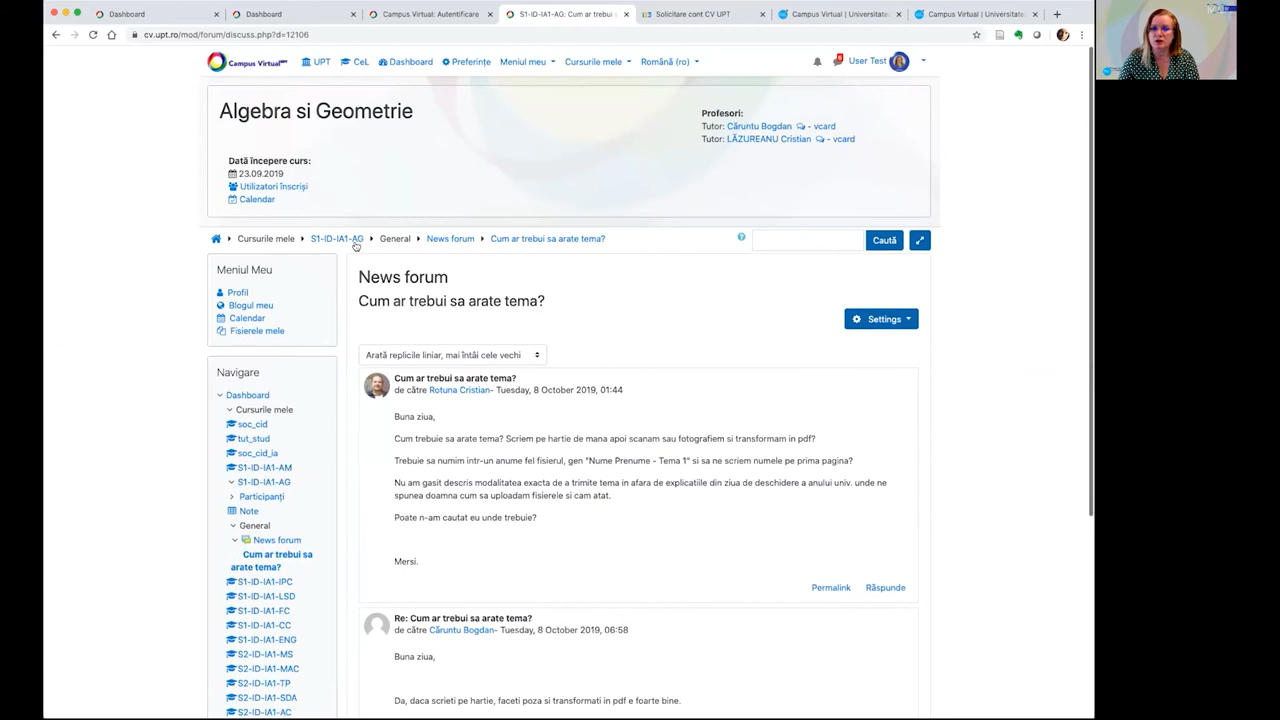 Dashboard
Dashboard
Campus Virtual: Autentificare
S1-ID-IA1-AG: Cum ar trebui s
Solicitare cont CV UPT
Campus Virtual | Universitate
Campus Virtual | Universitate
cv.upt.ro/mod/forum/discuss.php?d=12106
Campus Virtual UPT CeL Dashboard Preferințe Meniul meu Cursurile mele Română (ro) User Test
Algebra si Geometrie
Profesori:
Tutor: Căruntu Bogdan - vcard
Tutor: LĂZUREANU Cristian - vcard
Dată începere curs:
23.09.2019
Utilizatori înscriși
Calendar
Cursurile mele S1-ID-IA1-AG General News forum Cum ar trebui sa arate tema? Caută
Meniul Meu
Profil
Blogul meu
Calendar
Fisierele mele
Navigare
Dashboard
Cursurile mele
soc_cid
tut_stud
soc_cid_ia
S1-ID-IA1-AM
S1-ID-IA1-AG
Participanți
Note
General
News forum
Cum ar trebui sa
arate tema?
S1-ID-IA1-IPC
S1-ID-IA1-LSD
S1-ID-IA1-FC
S1-ID-IA1-CC
S1-ID-IA1-ENG
S2-ID-IA1-MS
S2-ID-IA1-MAC
S2-ID-IA1-TP
S2-ID-IA1-SDA
S2-ID-IA1-AC
News forum
Cum ar trebui sa arate tema?
Settings
Arată replicile liniar, mai întâi cele vechi
Cum ar trebui sa arate tema?
de către Rotuna Cristian- Tuesday, 8 October 2019, 01:44
Buna ziua,
Cum trebuie sa arate tema? Scriem pe hartie de mana apoi scanam sau fotografiem si transformam in pdf?
Trebuie sa numim intr-un anume fel fisierul, gen "Nume Prenume - Tema 1" si sa ne scriem numele pe prima pagina?
Nu am gasit descris modalitatea exacta de a trimite tema in afara de explicatiile din ziua de deschidere a anului univ. unde ne
spunea doamna cum sa uploadam fisierele si cam atat.
Poate n-am cautat eu unde trebuie?
Mersi.
Permalink Răspunde
Re: Cum ar trebui sa arate tema?
de către Căruntu Bogdan- Tuesday, 8 October 2019, 06:58
Buna ziua,
Da, daca scrieti pe hartie, faceti poza si transformati in pdf e foarte bine.